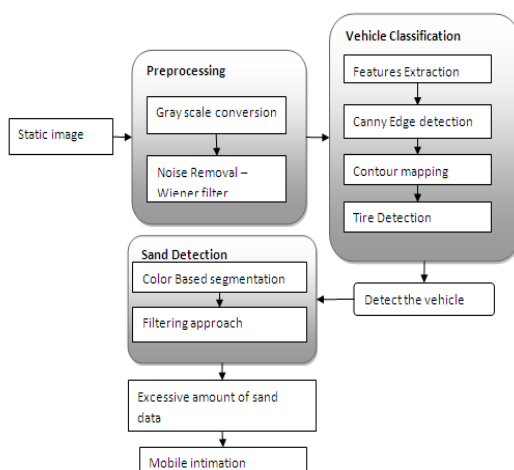 Static image
Preprocessing
Gray scale conversion
Noise Removal –
Wiener filter
Vehicle Classification
Features Extraction
Canny Edge detection
Contour mapping
Tire Detection
Detect the vehicle
Sand Detection
Color Based segmentation
Filtering approach
Excessive amount of sand
data
Mobile intimation